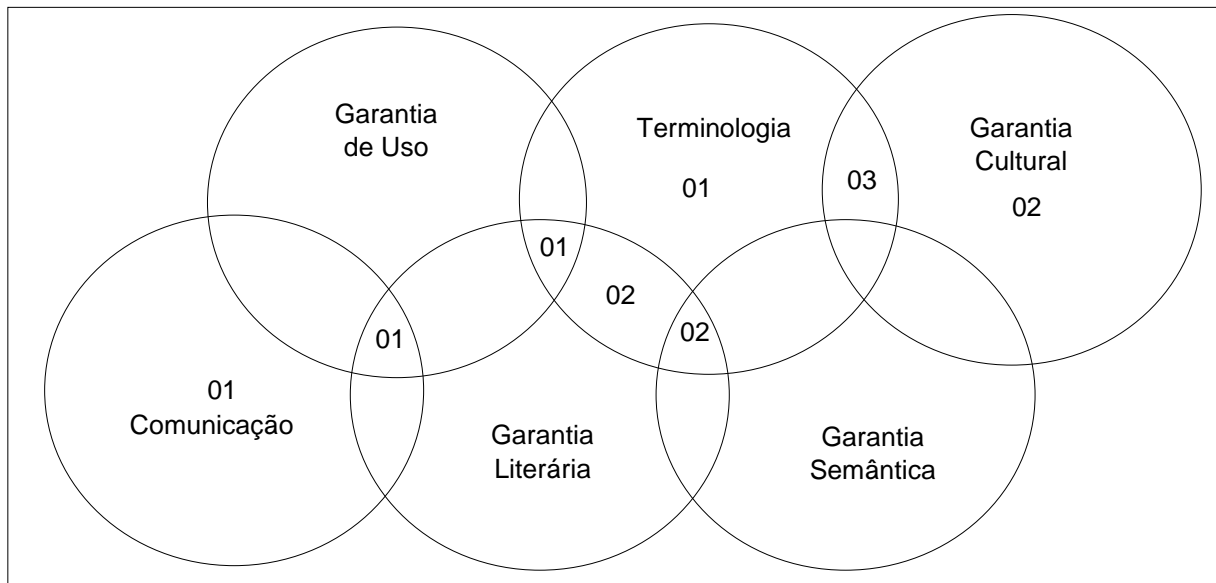 Garantia
de Uso
Terminologia
01
Garantia
Cultural
02
03
01
02
02
01
01
Comunicação
Garantia
Literária
Garantia
Semântica